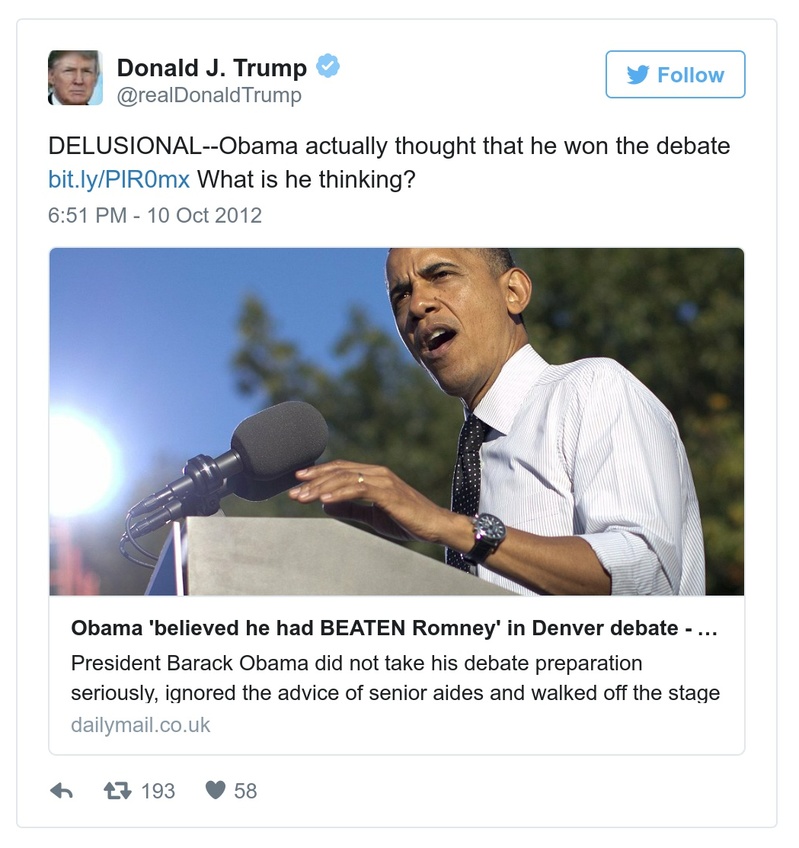 Donald J. Trump
@realDonaldTrump
Follow
DELUSIONAL--Obama actually thought that he won the debate
bit.ly/PlR0mx What is he thinking?
6:51 PM - 10 Oct 2012
Obama 'believed he had BEATEN Romney' in Denver debate - ...
President Barack Obama did not take his debate preparation
seriously, ignored the advice of senior aides and walked off the stage
dailymail.co.uk
193
58